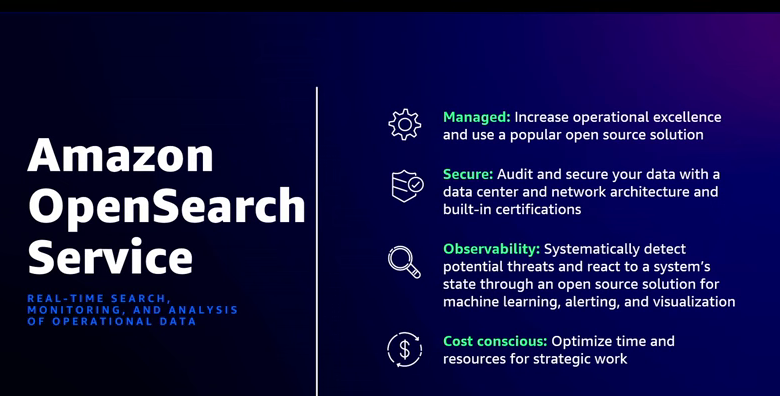 Amazon
OpenSearch
Service
REAL-TIME SEARCH,
MONITORING, AND ANALYSIS
OF OPERATIONAL DATA
Managed: Increase operational excellence
and use a popular open source solution
Secure: Audit and secure your data with a
data center and network architecture and
built-in certifications
Observability: Systematically detect
potential threats and react to a system's
state through an open source solution for
machine learning, alerting, and visualization
Cost conscious: Optimize time and
resources for strategic work